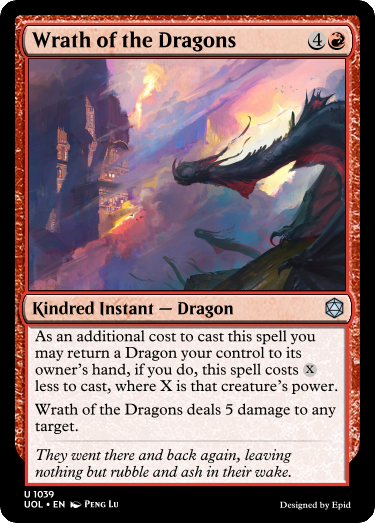 Wrath of the Dragons 4
Kindred Instant — Dragon
As an additional cost to cast this spell you
may return a Dragon your control to its
owner's hand, if you do, this spell costs X
less to cast, where X is that creature's power.
Wrath of the Dragons deals 5 damage to any
target.
They went there and back again, leaving
nothing but rubble and ash in their wake.
U 1039
UOL • EN Peng Lu Designed by Epid